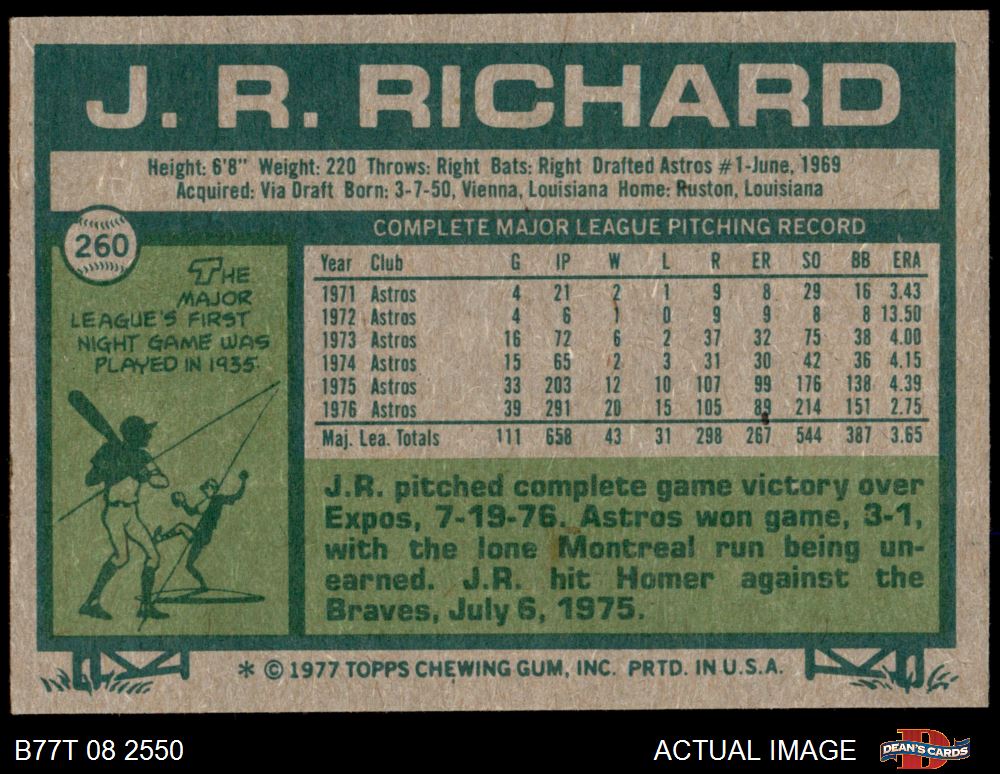 J. R. RICHARD
Height: 6'8" Weight: 220 Throws: Right Bats: Right Drafted Astros #1-June, 1969
Acquired: Via Draft Born: 3-7-50, Vienna, Louisiana Home: Ruston, Louisiana
260
THE
MAJOR
LEAGUE'S FIRST
NIGHT GAME WAS
PLAYED IN 1935.
COMPLETE MAJOR LEAGUE PITCHING RECORD
Year Club G IP W L R ER SO BB ERA
1971 Astros 4 21 2 1 9 8 29 16 3.43
1972 Astros 4 6 1 0 9 9 8 8 13.50
1973 Astros 16 72 6 2 37 32 75 38 4.00
1974 Astros 15 65 2 3 31 30 42 36 4.15
1975 Astros 33 203 12 10 107 99 176 138 4.39
1976 Astros 39 291 20 15 105 89 214 151 2.75
Maj. Lea. Totals 111 658 43 31 298 267 544 387 3.65
J.R. pitched complete game victory over
Expos, 7-19-76. Astros won game, 3-1,
with the lone Montreal run being un-
earned. J.R. hit Homer against the
Braves, July 6, 1975.
* © 1977 TOPPS CHEWING GUM, INC. PRTD. IN U.S.A.
B77T 08 2550
ACTUAL IMAGE
DEAN'S CARDS